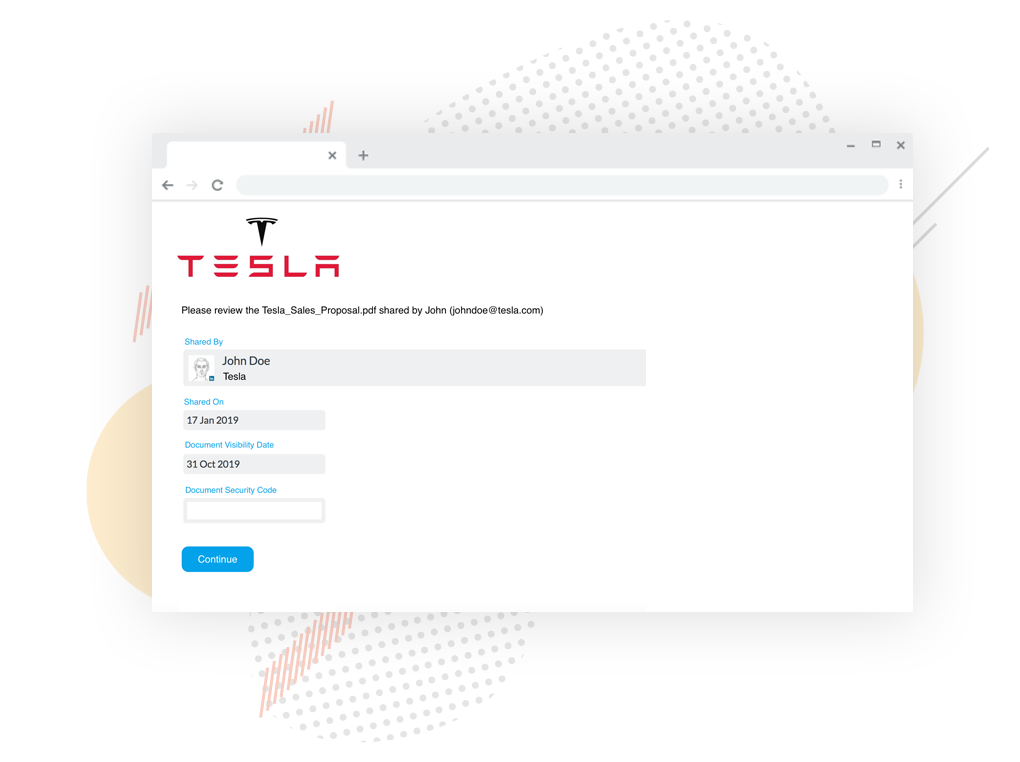 TESLA
Please review the Tesla_Sales_Proposal.pdf shared by John (johndoe@tesla.com)
Shared By
John Doe
Tesla
Shared On
17 Jan 2019
Document Visibility Date
31 Oct 2019
Document Security Code
Continue